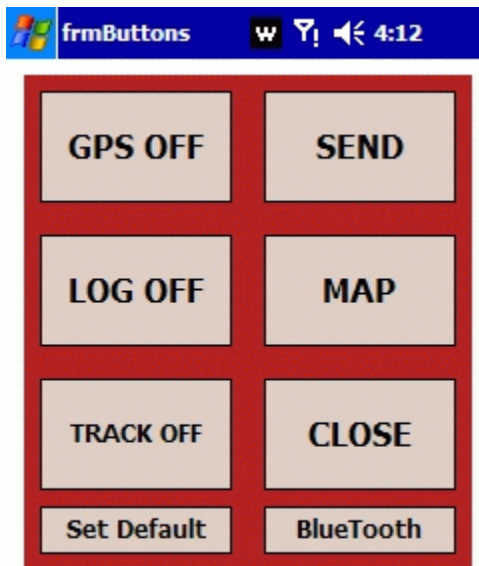 frmButtons W 4:12
GPS OFF SEND
LOG OFF MAP
TRACK OFF CLOSE
Set Default BlueTooth